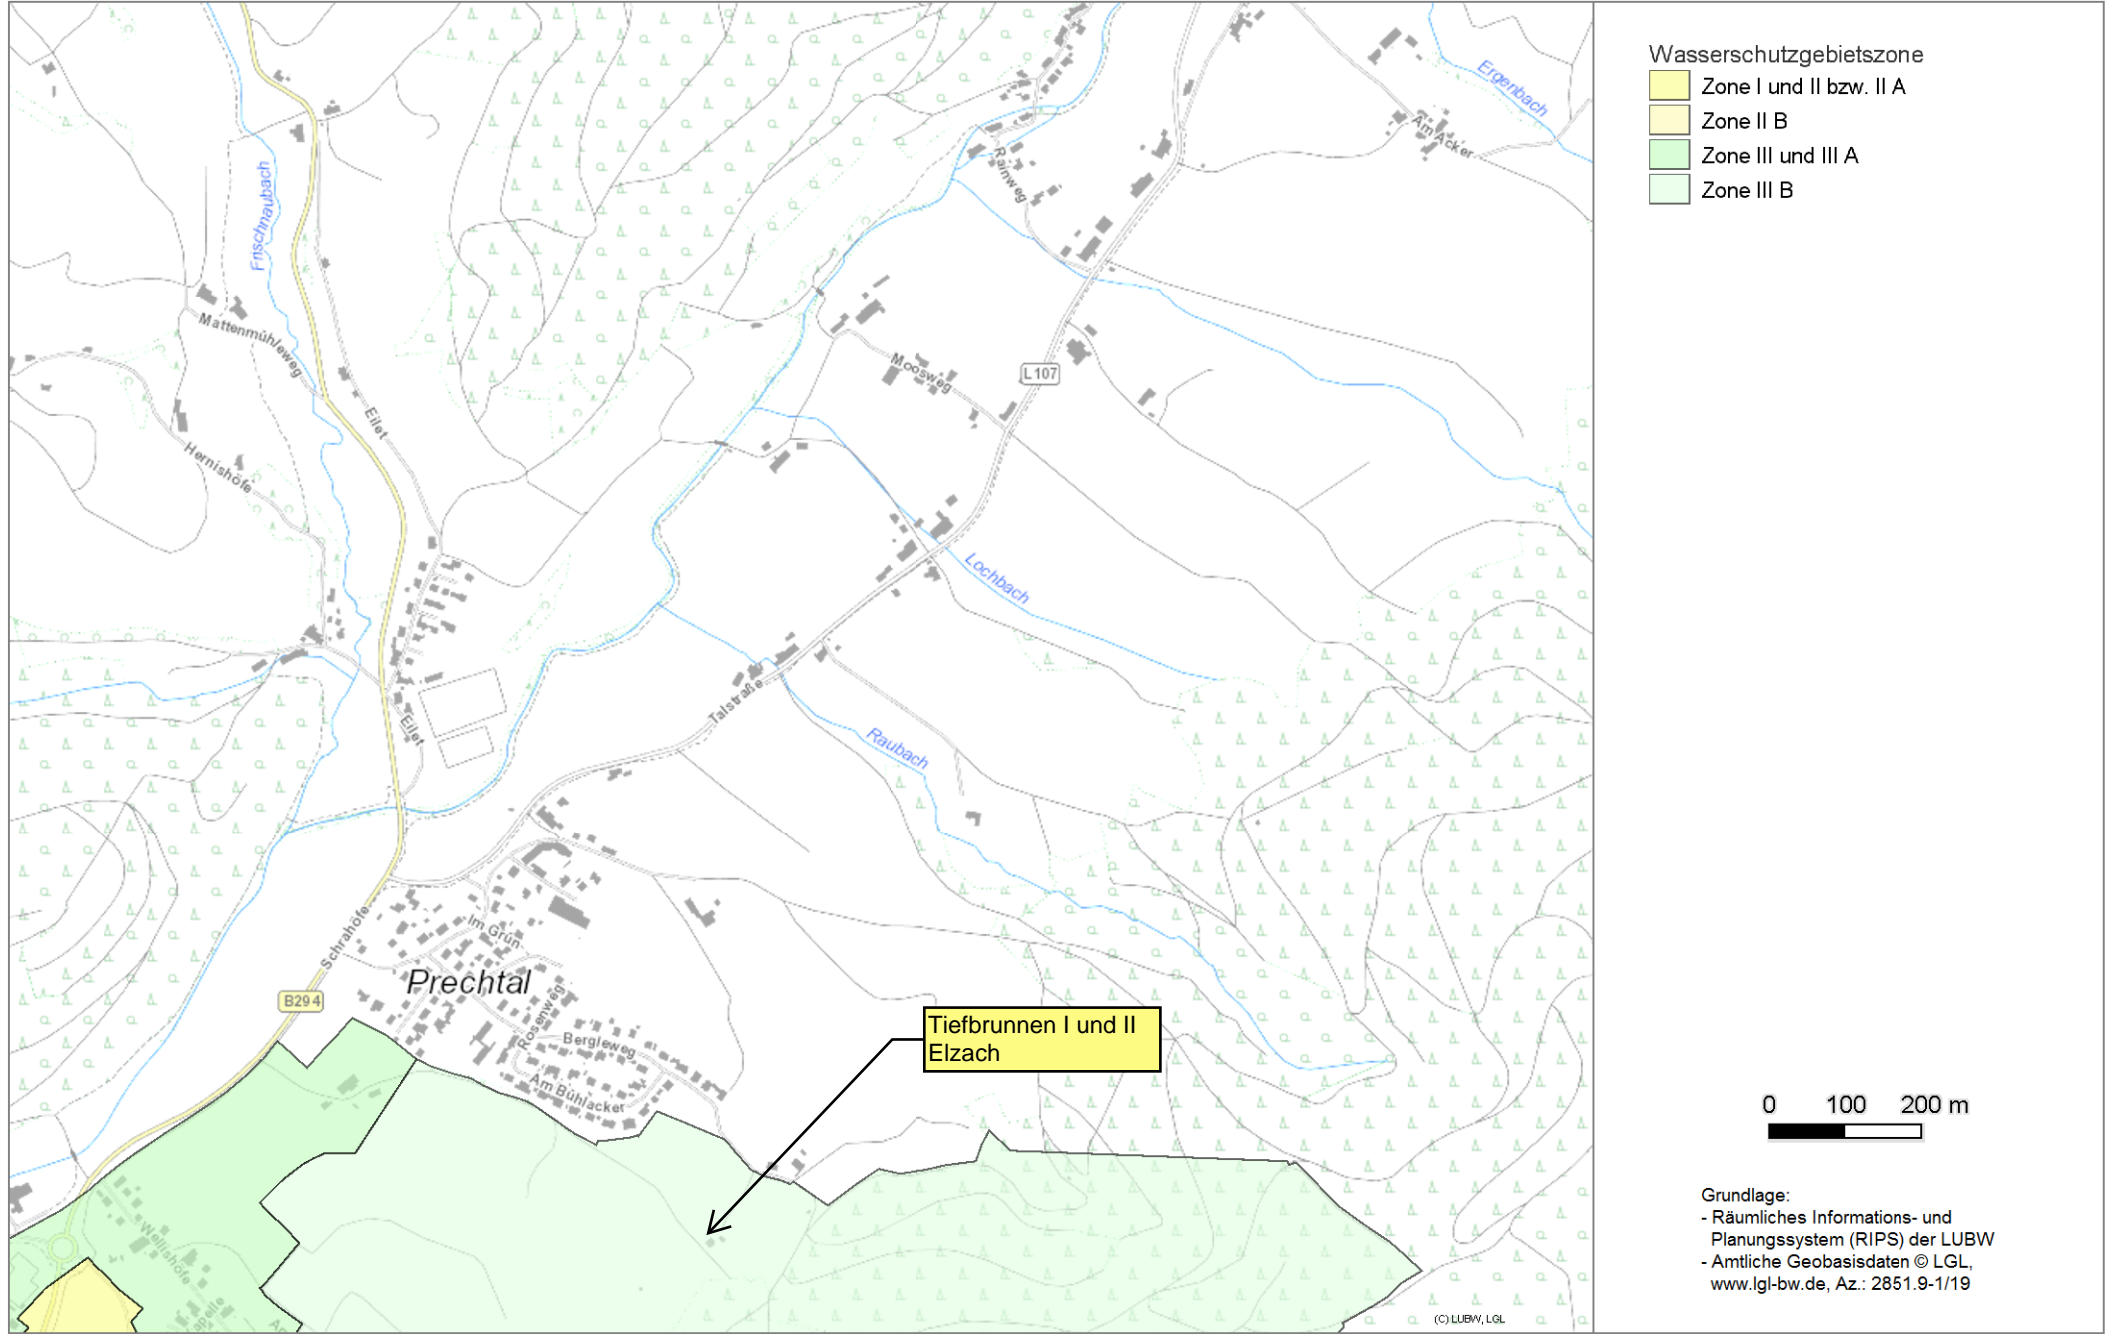 Wasserschutzgebietszone
Zone I und II bzw. II A
Zone II B
Zone III und III A
Zone III B
Ergenbach
Am Acker
Rainweg
Frischnaubach
Mattenmühleweg
Moosweg
L107
Eilet
Hernishöfe
Lochbach
Talstraße
Eilet
Raubach
Schrahöfe
Im Grün
Prechtal
B294
Rosenweg
Bergleweg
Am Bühlacker
Tiefbrunnen I und II
Elzach
Wellishöfe
0 100 200 m
Grundlage:
- Räumliches Informations- und
Planungssystem (RIPS) der LUBW
- Amtliche Geobasisdaten © LGL,
www.lgl-bw.de, Az.: 2851.9-1/19
(C) LUBW, LGL